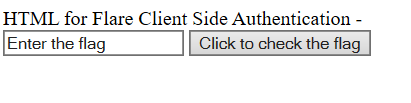 HTML for Flare Client Side Authentication -
Enter the flag Click to check the flag